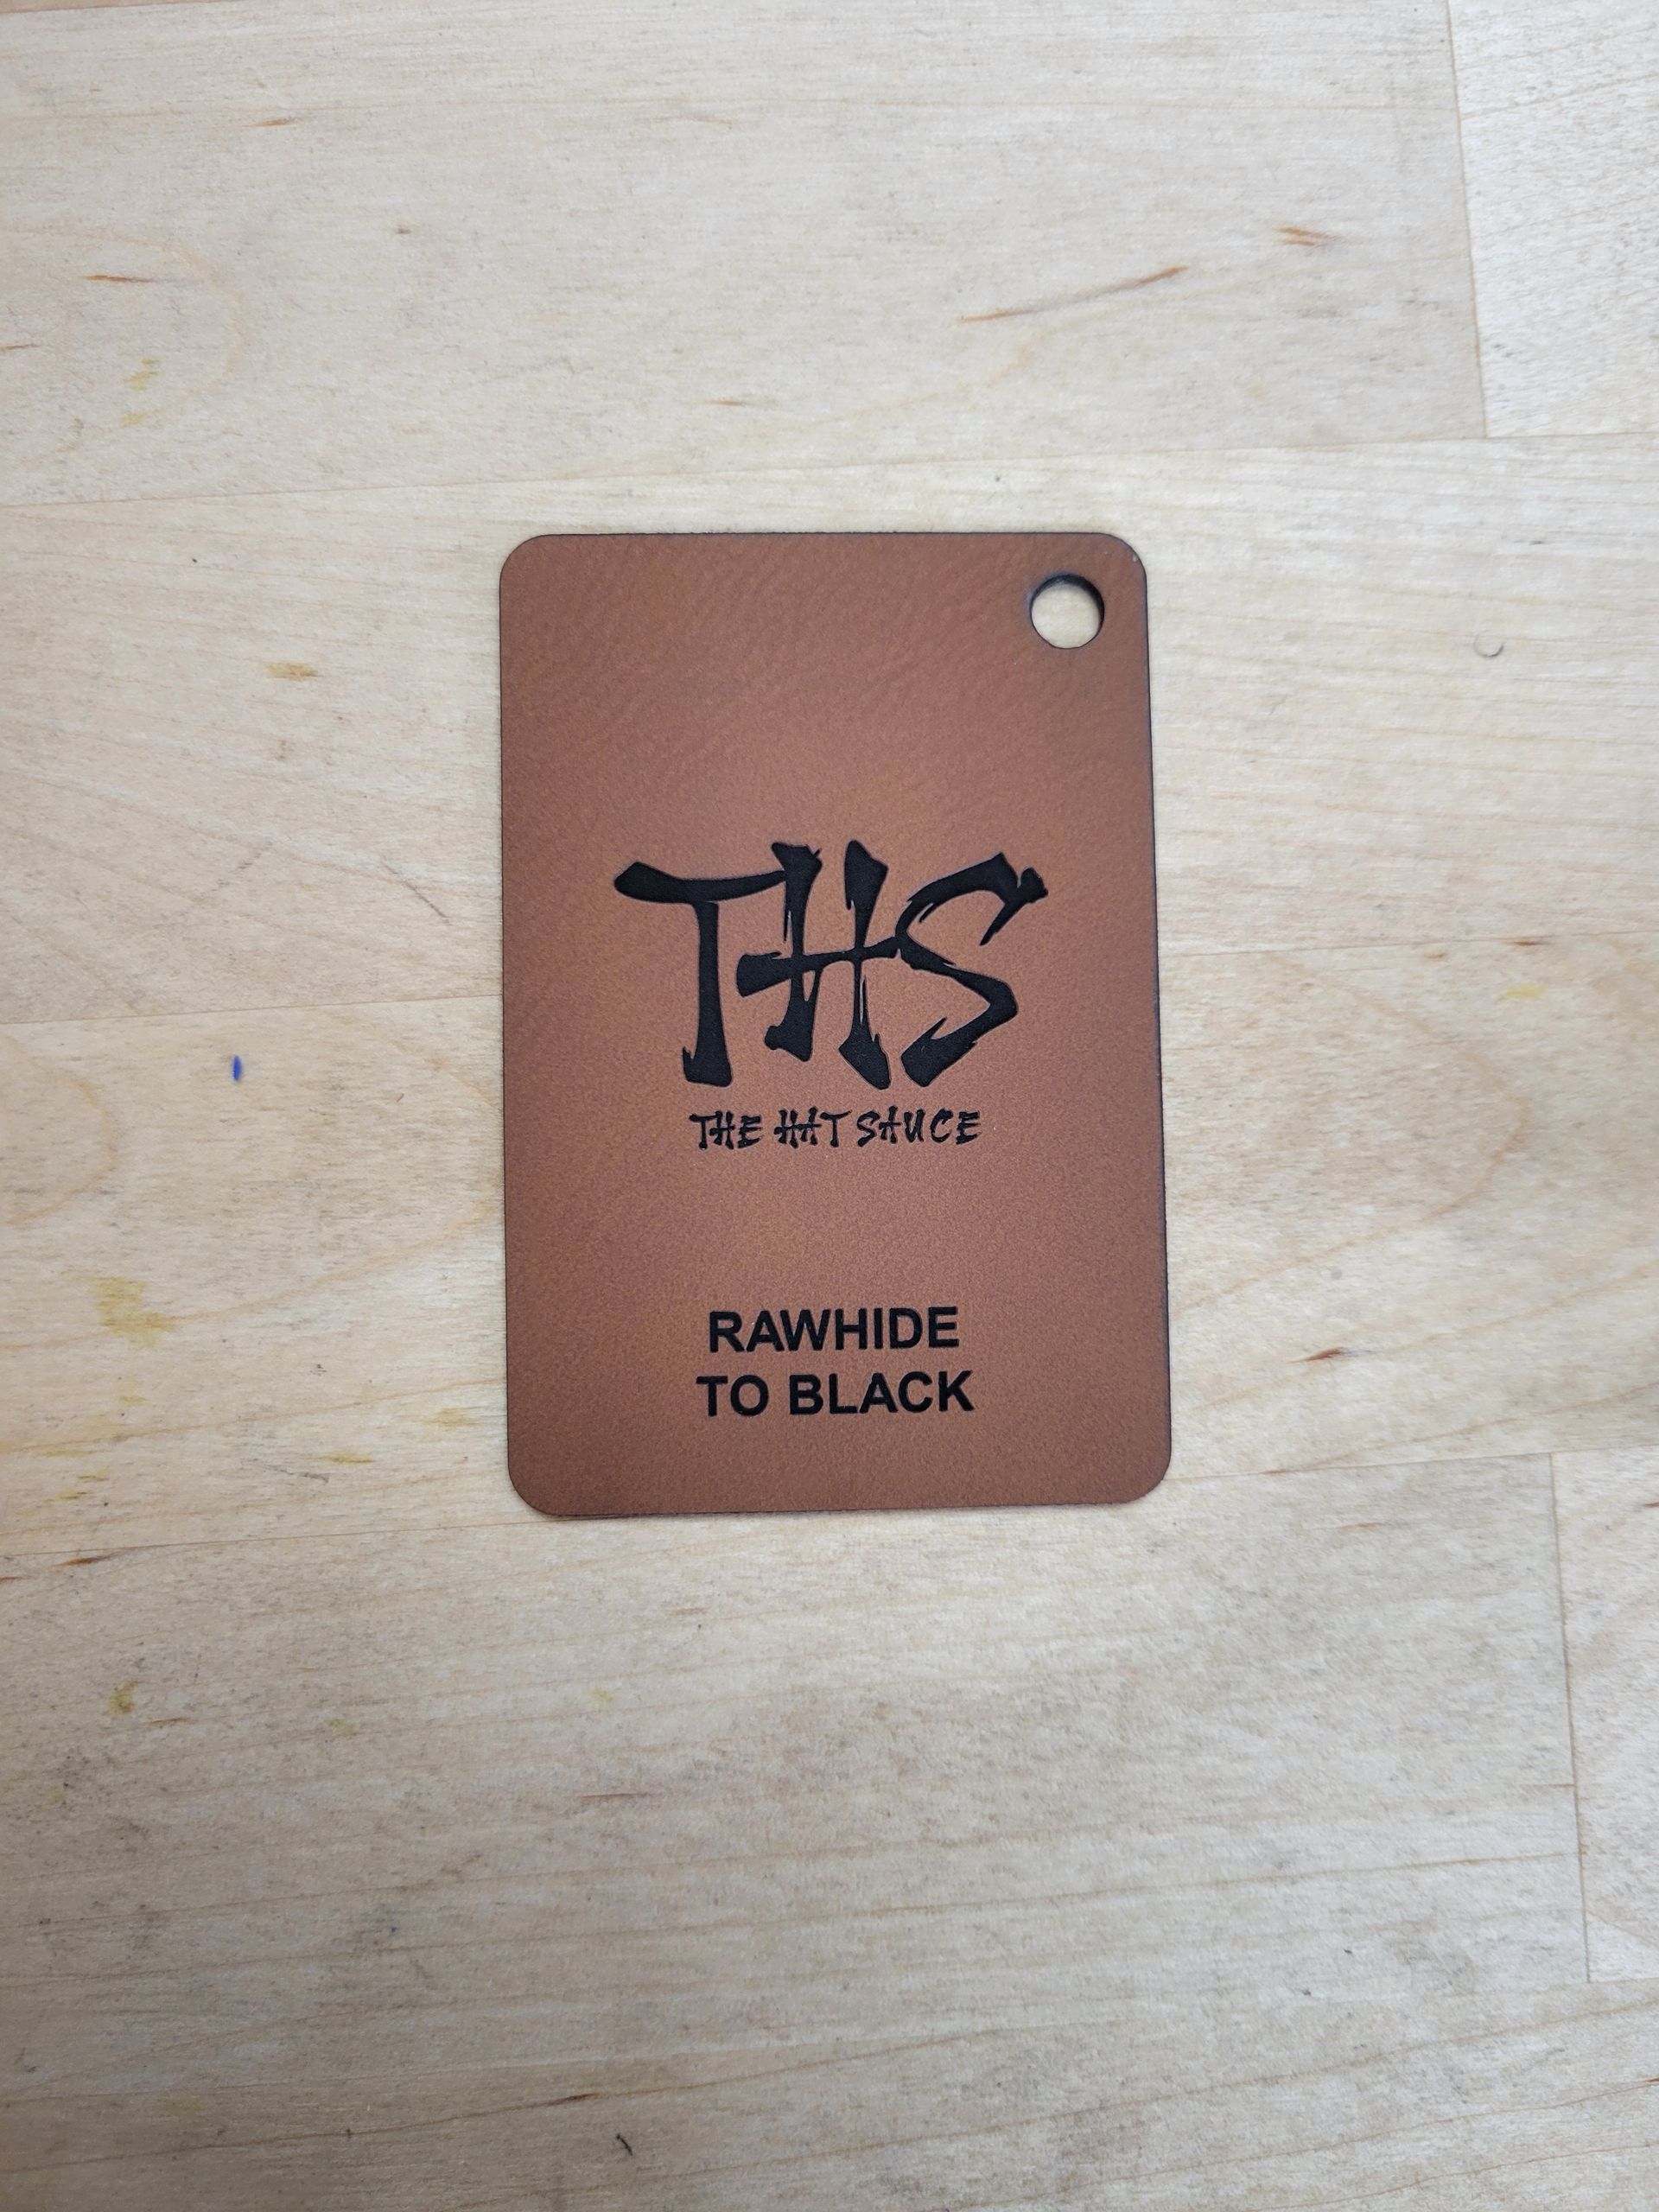 THS
THE HAT SAUCE
RAWHIDE
TO BLACK